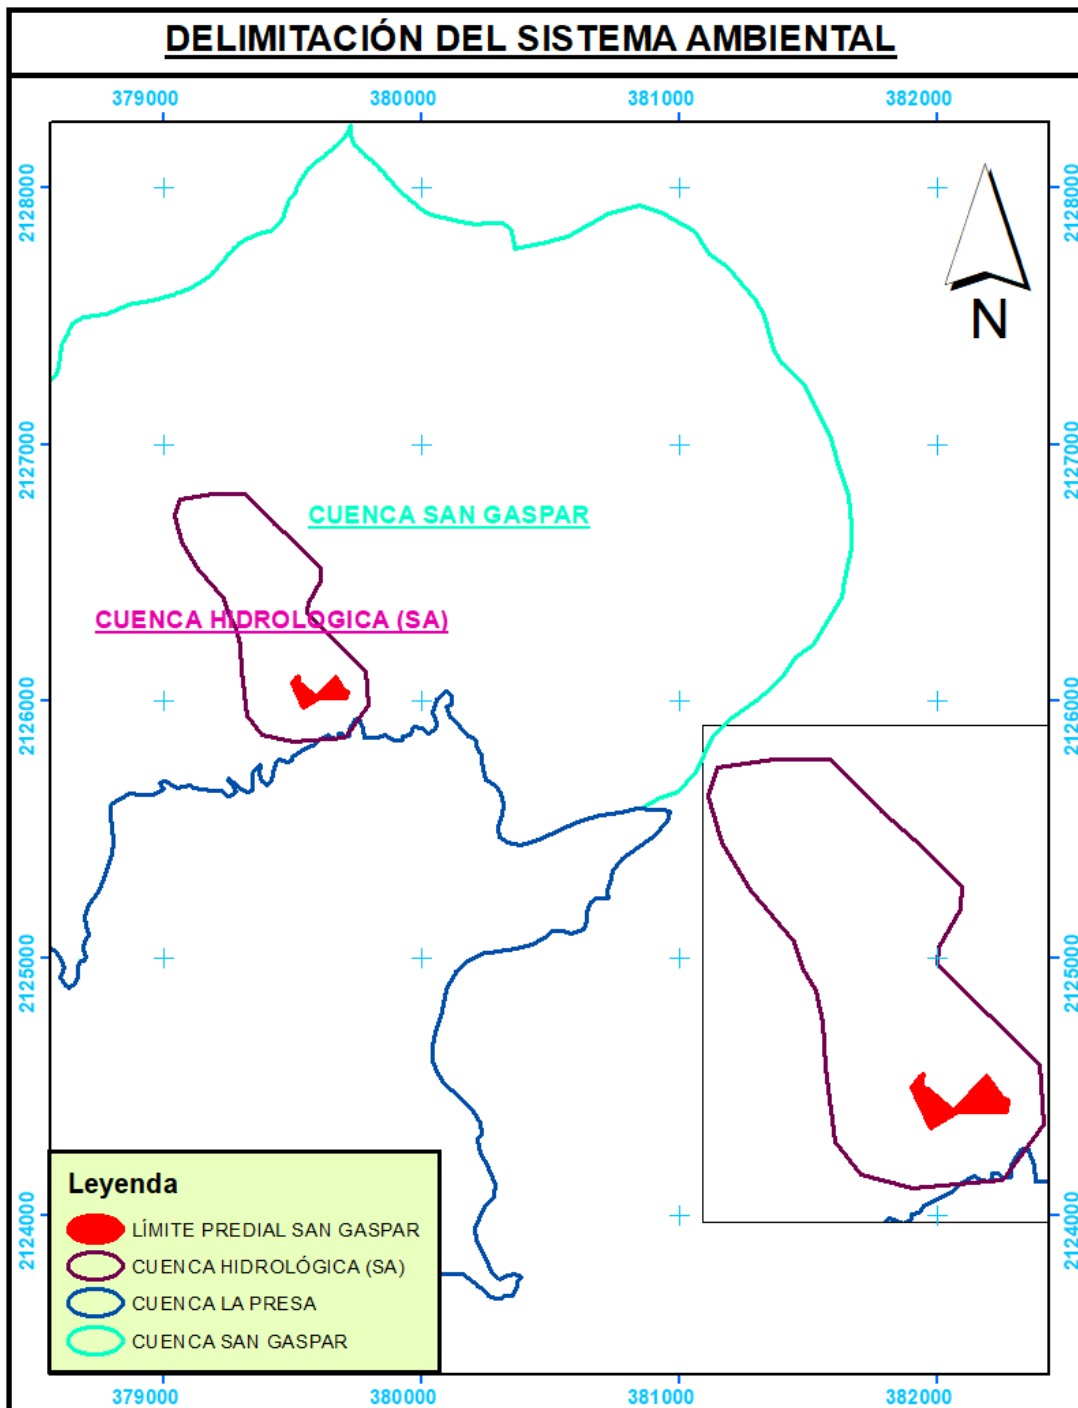 DELIMITACIÓN DEL SISTEMA AMBIENTAL
379000 380000 381000 382000
2128000 2128000
2127000 2127000
CUENCA SAN GASPAR
CUENCA HIDROLOGICA (SA)
2126000 2126000
2125000 2125000
2124000 2124000
N
Leyenda
LÍMITE PREDIAL SAN GASPAR
CUENCA HIDROLÓGICA (SA)
CUENCA LA PRESA
CUENCA SAN GASPAR
379000 380000 381000 382000